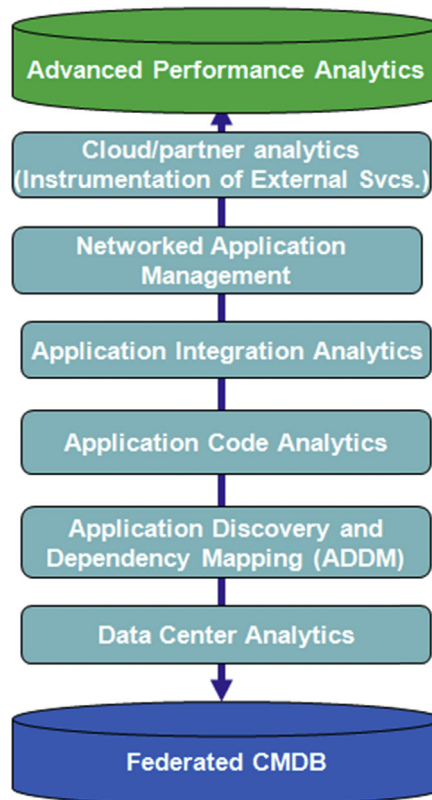 Advanced Performance Analytics
Cloud/partner analytics
(Instrumentation of External Svcs.)
Networked Application
Management
Application Integration Analytics
Application Code Analytics
Application Discovery and
Dependency Mapping (ADDM)
Data Center Analytics
Federated CMDB